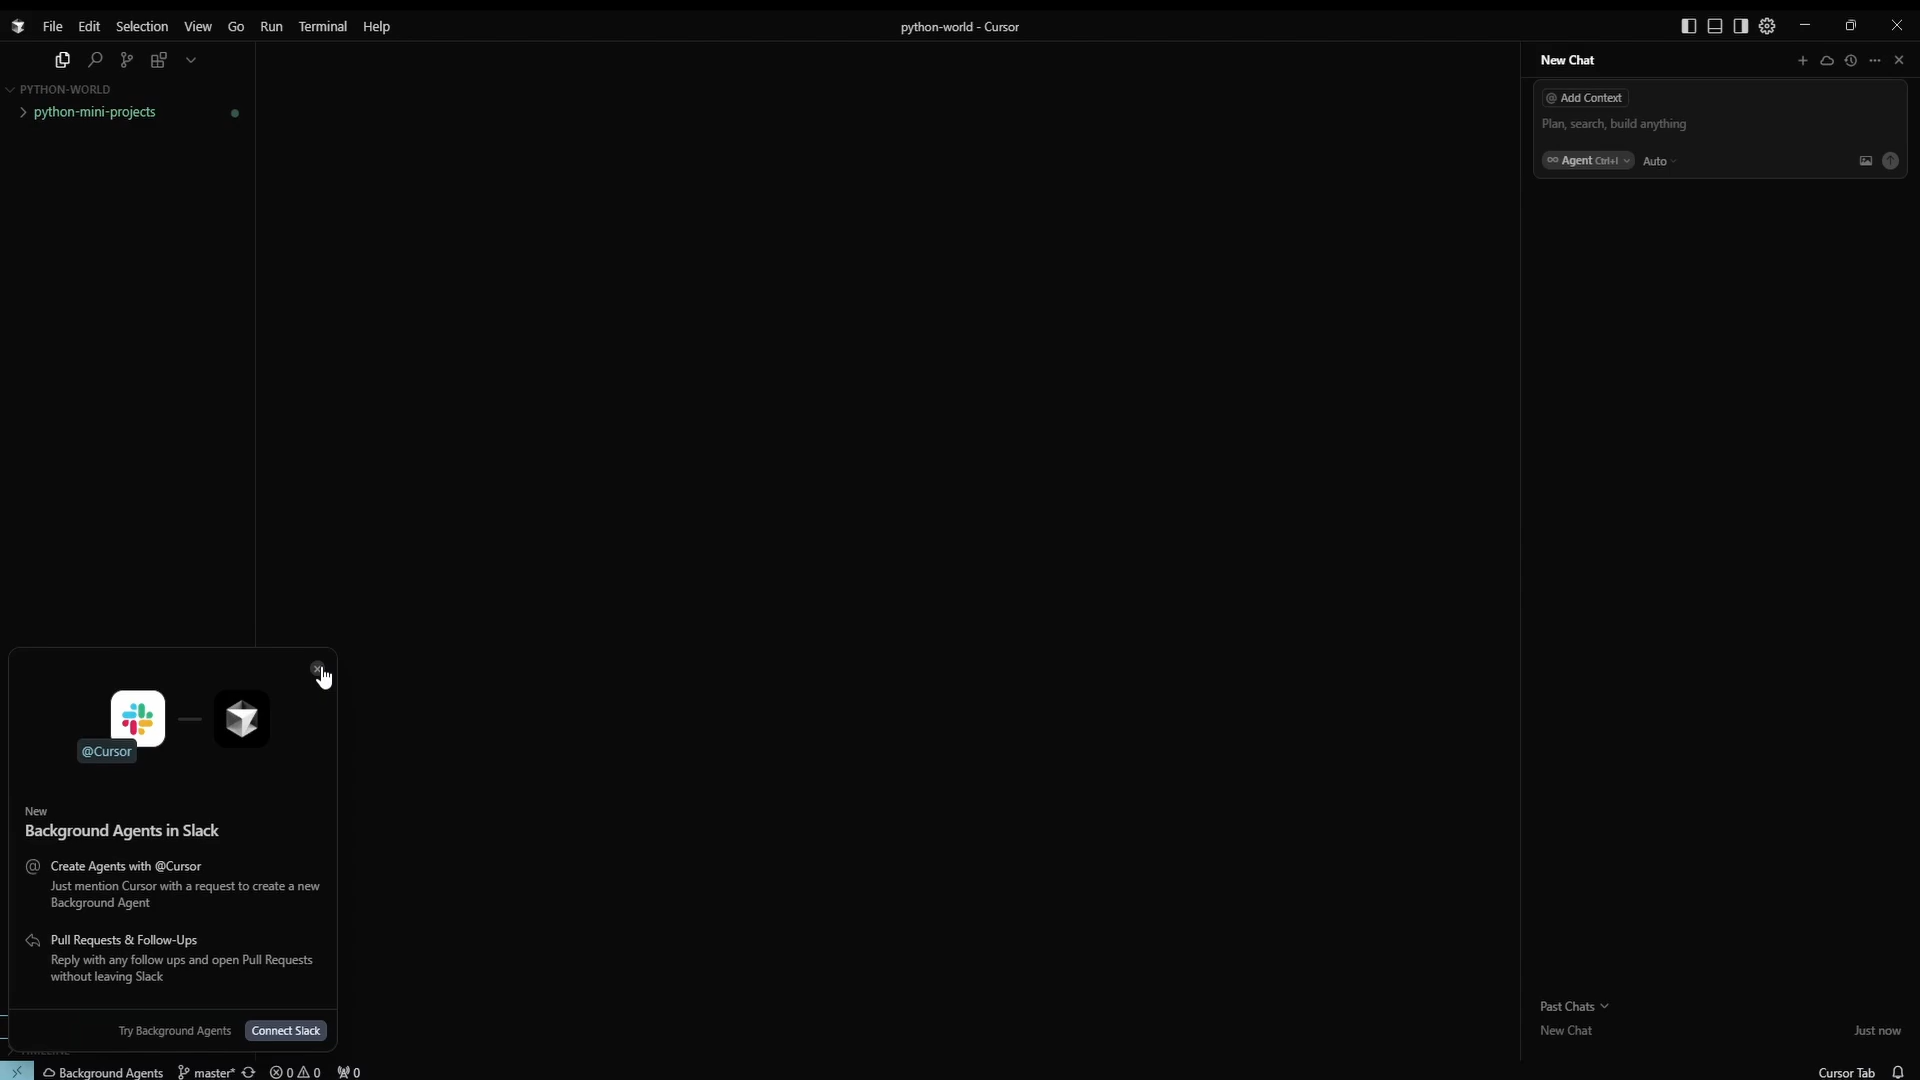 File Edit Selection View Go Run Terminal Help
python-world - Cursor
PYTHON-WORLD
python-mini-projects
New Chat
@ Add Context
Plan, search, build anything
∞ Agent Ctrl+I
Auto
@Cursor
New
Background Agents in Slack
@ Create Agents with @Cursor
Just mention Cursor with a request to create a new
Background Agent
Pull Requests & Follow-Ups
Reply with any follow ups and open Pull Requests
without leaving Slack
Try Background Agents
Connect Slack
Past Chats
New Chat
Just now
Background Agents
master*
0
0
0
Cursor Tab